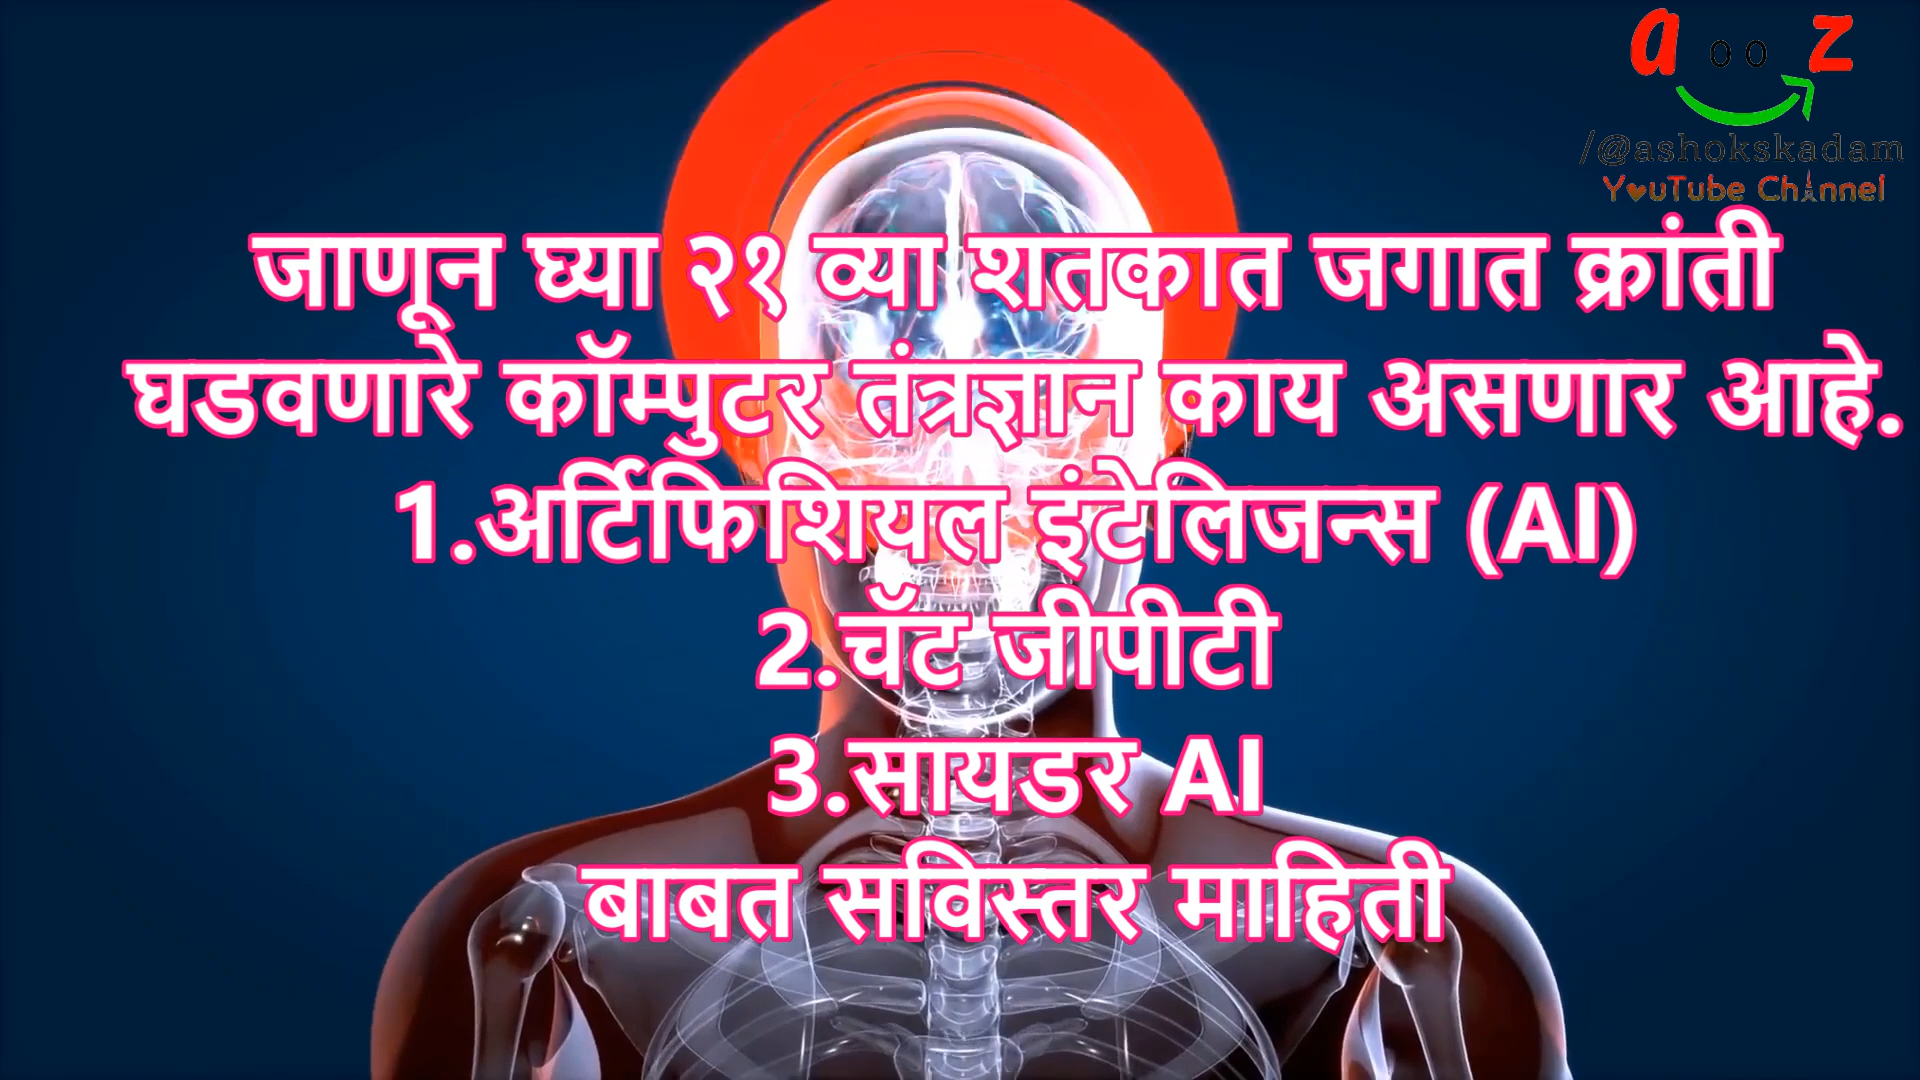 a oo z
/@ashokskadam
YouTube Channel
जाणून घ्या २१ व्या शतकात जगात क्रांती
घडवणारे कॉम्पुटर तंत्रज्ञान काय असणार आहे.
1.अर्टिफिशियल इंटेलिजन्स (AI)
2.चॅट जीपीटी
3.सायडर AI
बाबत सविस्तर माहिती